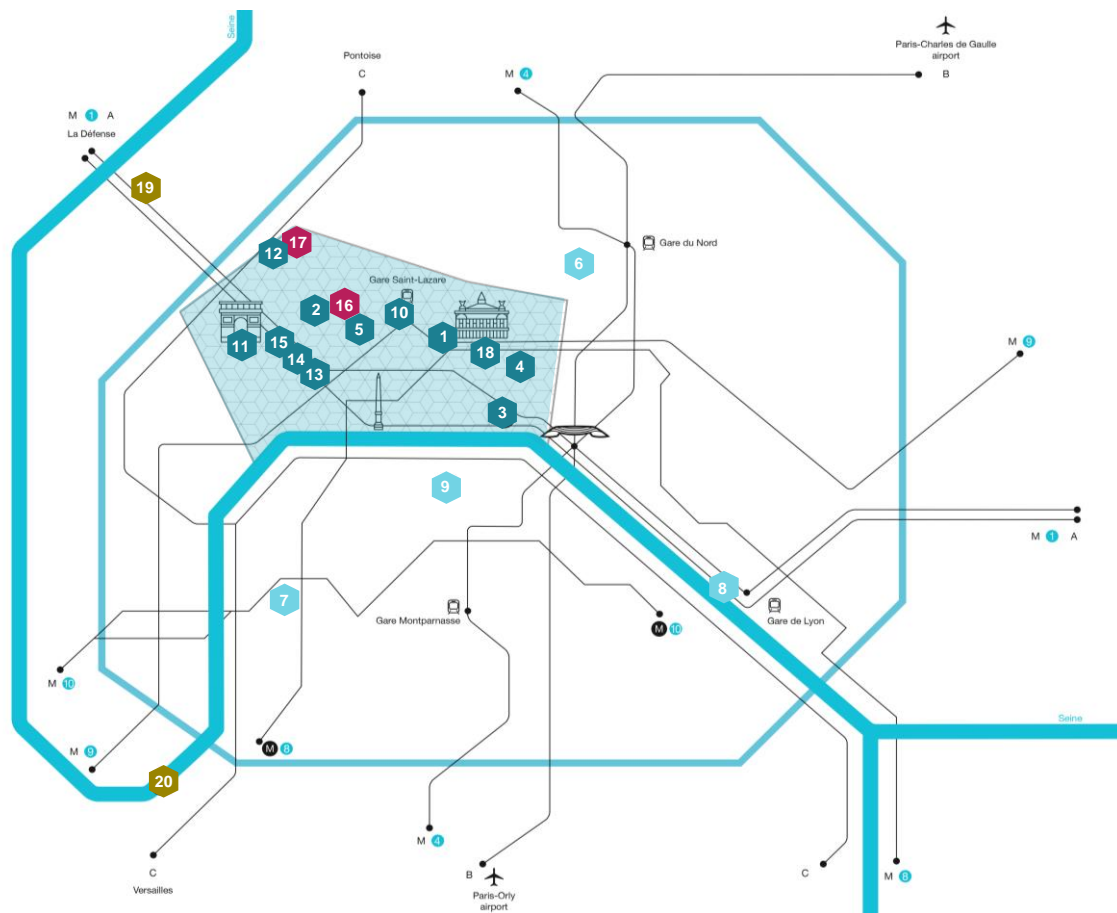 Seine
Paris-Charles de Gaulle
airport
B
Pontoise
C
M 4
M 1 A
La Défense
19
17
12
Gare du Nord
6
Gare Saint-Lazare
16
2
10
5
1
11
15
18
14
4
13
M 9
3
9
M 1 A
8
7
Gare Montparnasse
Gare de Lyon
M 10
M 10
Seine
M 8
M 9
20
M 4
C
Versailles
B
Paris-Orly
airport
C
M 8